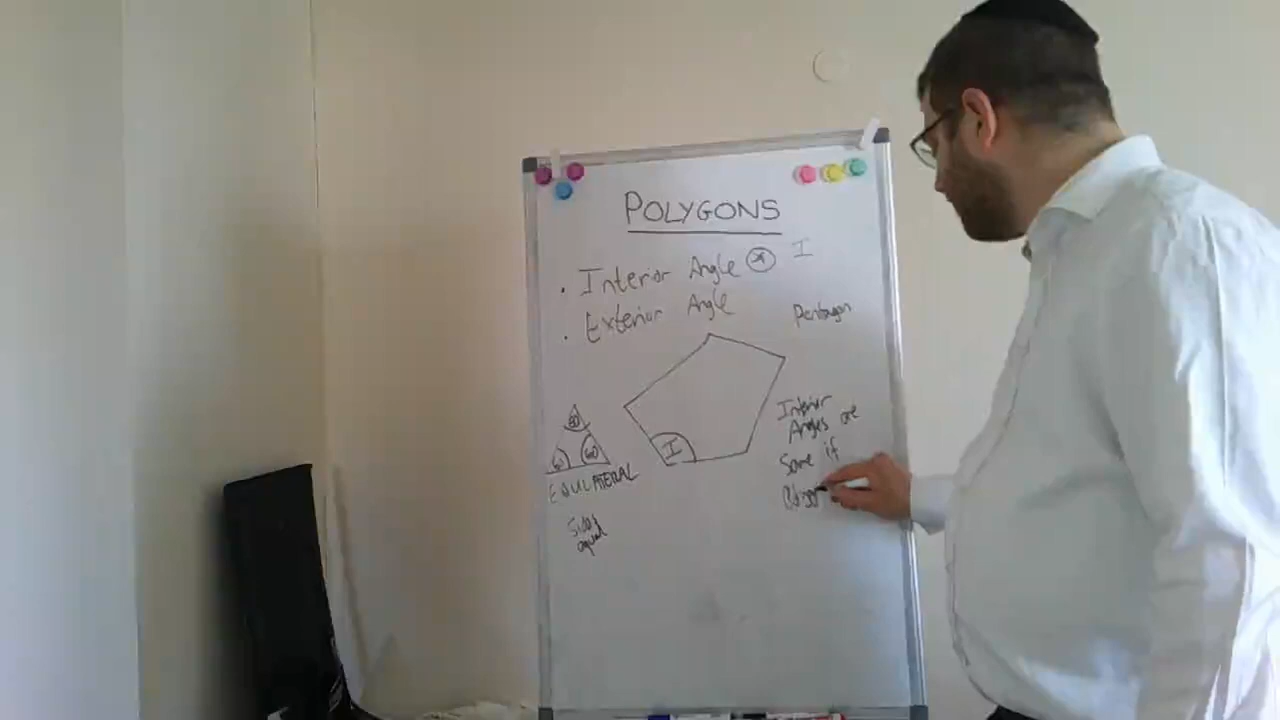 POLYGONS
• Interior Angle x I
• Exterior Angle
Pentagon
60
60
60
I
EQUILATERAL
Sides
equal
Interior
Angles are
Same if